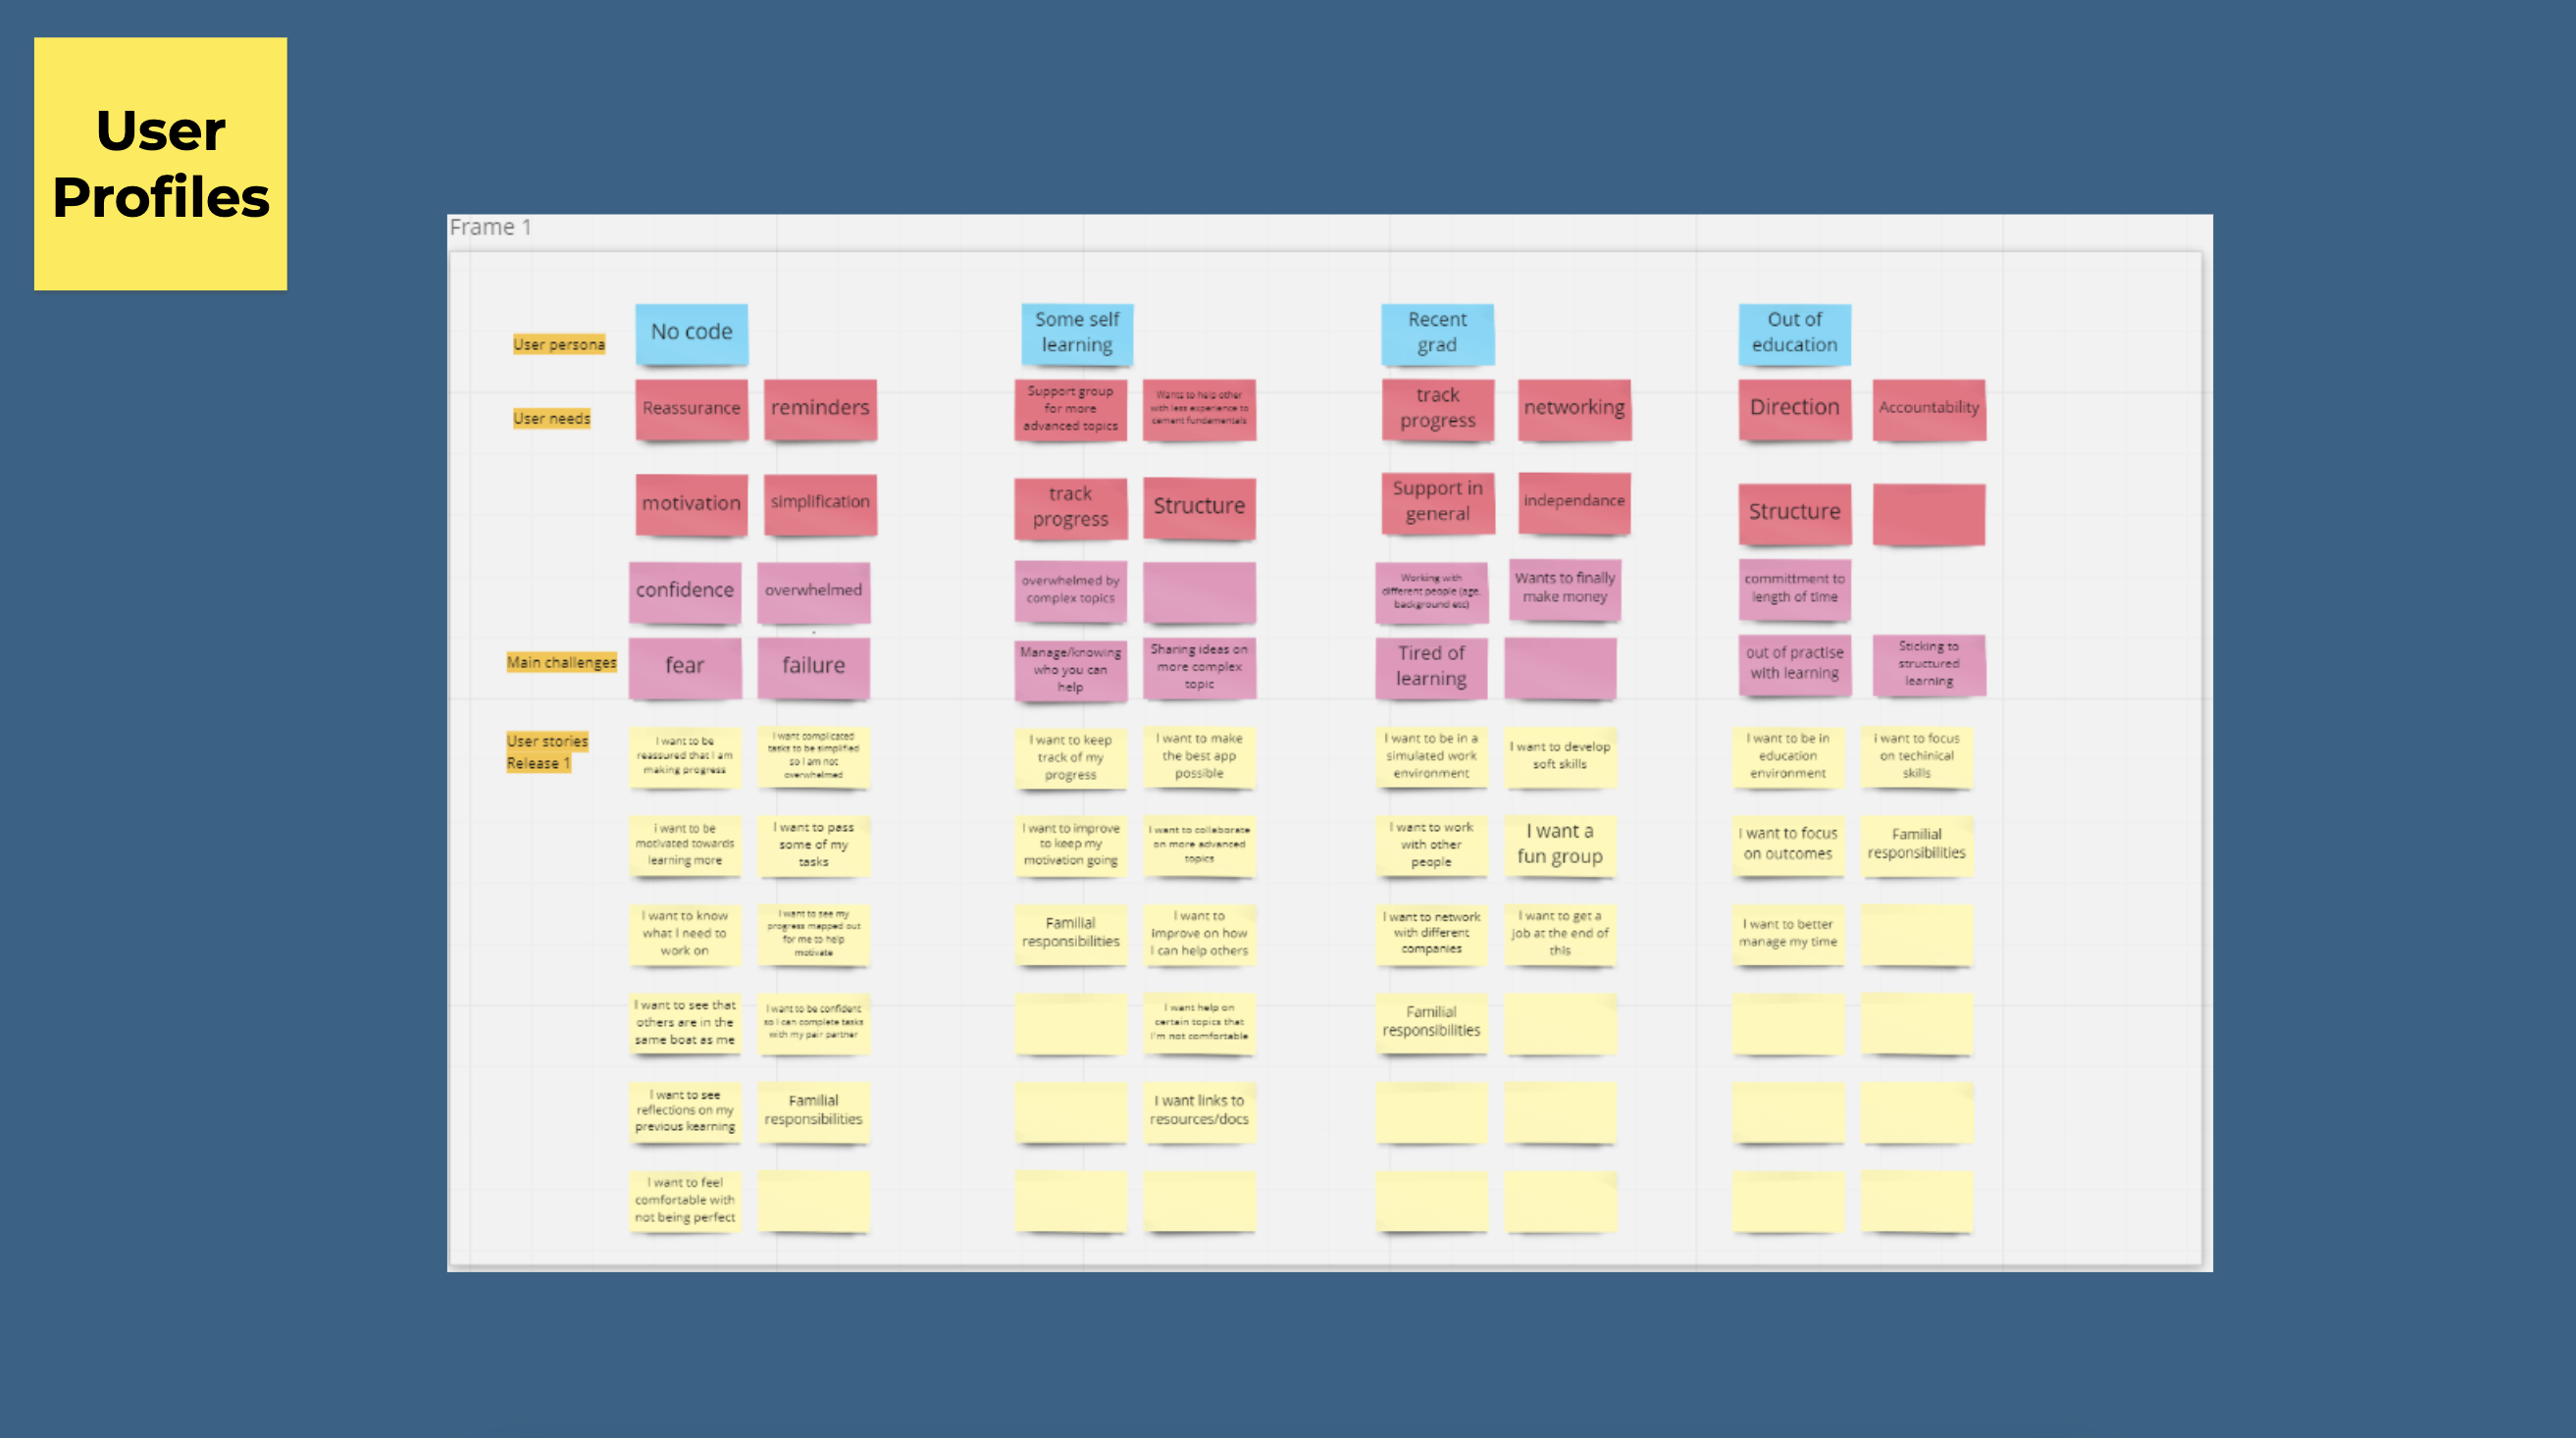 User
Profiles
Frame 1
User persona
No code
Some self
learning
Recent
grad
Out of
education
User needs
Reassurance
reminders
Support group
for more
advanced topics
Wants to help other
with less experience to
cement fundamentals
track
progress
networking
Direction
Accountability
motivation
simplification
track
progress
Structure
Support in
general
independance
Structure
confidence
overwhelmed
overwhelmed by
complex topics
Working with
different people (age,
background etc)
Wants to finally
make money
committment to
length of time
Main challenges
fear
failure
Manage/knowing
who you can
help
Sharing ideas on
more complex
topic
Tired of
learning
out of practise
with learning
Sticking to
structured
learning
User stories
Release 1
I want to be
reassured that I am
making progress
I want complicated
tasks to be simplified
so I am not
overwhelmed
I want to keep
track of my
progress
I want to make
the best app
possible
I want to be in a
simulated work
environment
I want to develop
soft skills
I want to be in
education
environment
i want to focus
on techinical
skills
i want to be
motivated towards
learning more
I want to pass
some of my
tasks
I want to improve
to keep my
motivation going
I want to collaborate
on more advanced
topics
I want to work
with other
people
I want a
fun group
I want to focus
on outcomes
Familial
responsibilities
I want to know
what I need to
work on
I want to see my
progress mapped out
for me to help
motivate
Familial
responsibilities
I want to
improve on how
I can help others
I want to network
with different
companies
I want to get a
job at the end of
this
I want to better
manage my time
I want to see that
others are in the
same boat as me
I want to be confident
so I can complete tasks
with my pair partner
I want help on
certain topics that
I'm not comfortable
Familial
responsibilities
I want to see
reflections on my
previous kearning
Familial
responsibilities
I want links to
resources/docs
I want to feel
comfortable with
not being perfect